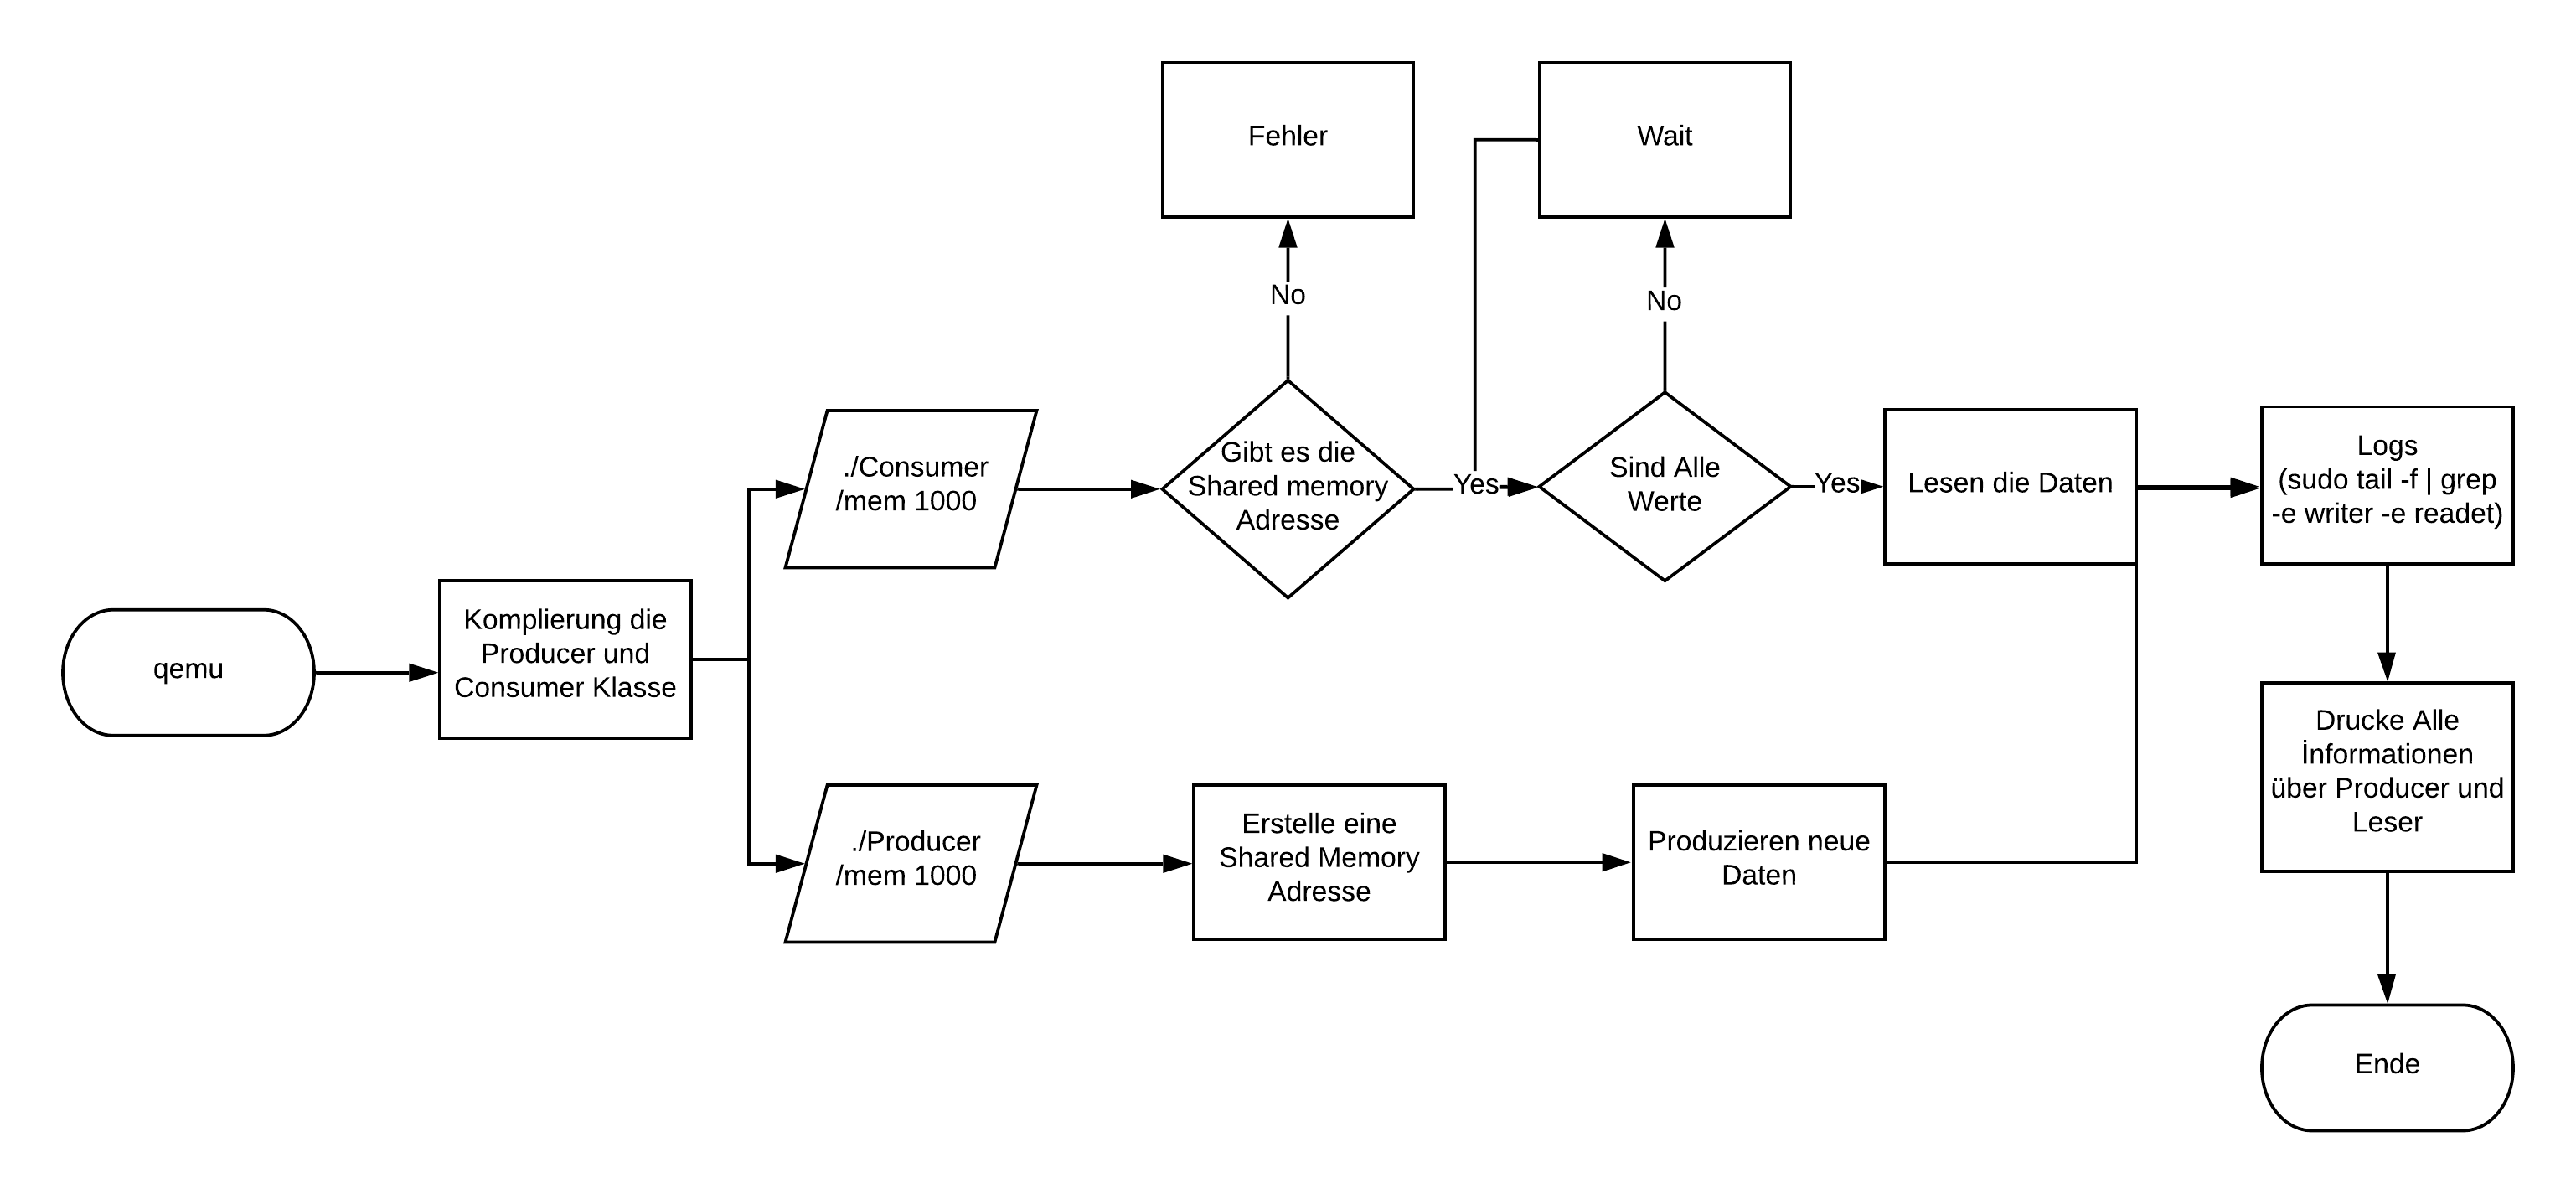 Fehler
Wait
No
No
./Consumer
/mem 1000
Gibt es die
Shared memory
Adresse
Yes
Sind Alle
Werte
Yes
Lesen die Daten
Logs
(sudo tail -f | grep
-e writer -e readet)
qemu
Komplierung die
Producer und
Consumer Klasse
Drucke Alle
İnformationen
über Producer und
Leser
./Producer
/mem 1000
Erstelle eine
Shared Memory
Adresse
Produzieren neue
Daten
Ende